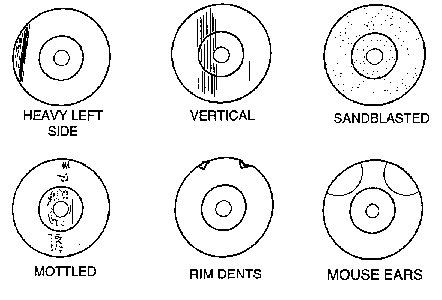 HEAVY LEFT
SIDE
VERTICAL
SANDBLASTED
MOTTLED
RIM DENTS
MOUSE EARS